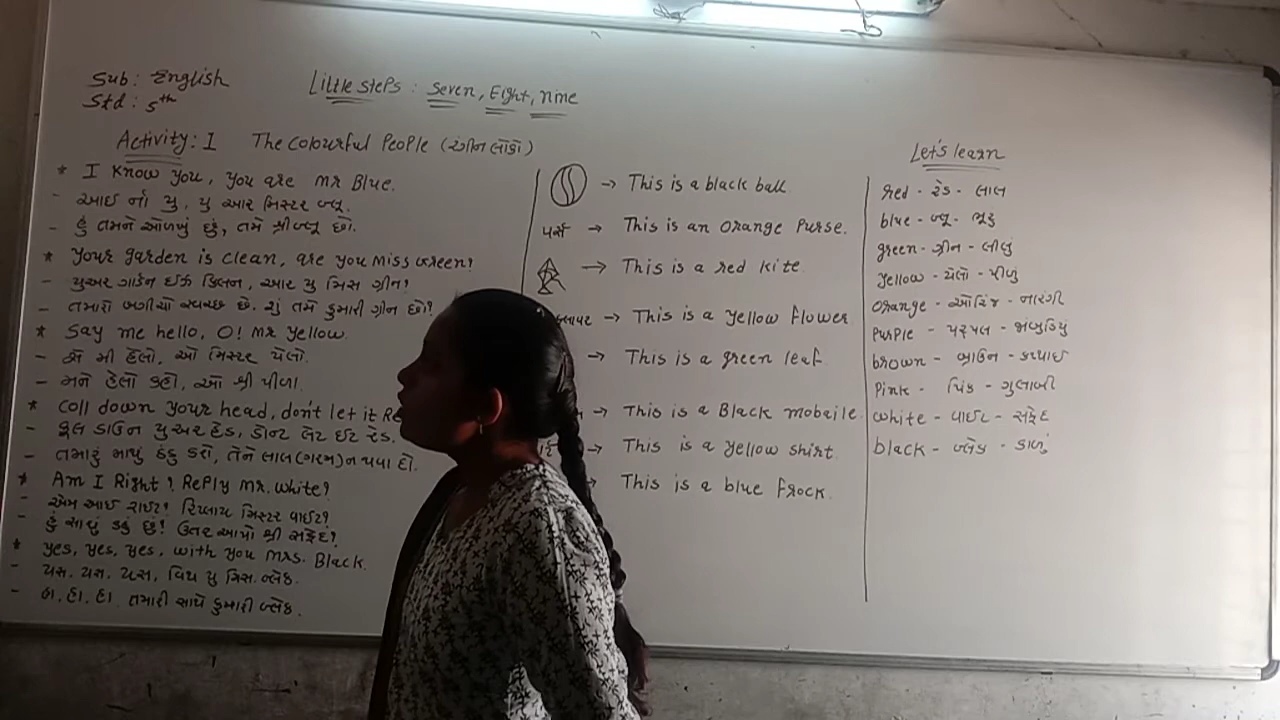 Sub: English
Std: 5th
Little steps: Seven, Eight, nine
Activity: I The Colourful People (રંગીન લોકો)
* I know you, you are Mr Blue.
- આઈ નો યુ, યુ આર મિસ્ટર બ્લૂ.
- હું તમને ઓળખું છું, તમે શ્રી બ્લૂ છો.
* Your garden is clean, are you Miss Green?
- યુઅર ગાર્ડન ઈઝ ક્લિન, આર યુ મિસ ગ્રીન?
- તમારો બગીચો સ્વચ્છ છે. શું તમે કુમારી ગ્રીન છો?
* Say me hello, O! Mr Yellow.
- સે મી હેલો, ઓ મિસ્ટર યેલો.
- મને હેલો કહો, ઓ શ્રી પીળા.
* Coll down your head, don't let it Re
- કૂલ ડાઉન યુઅર હેડ, ડોન્ટ લેટ ઈટ રેડ.
- તમારું માથું ઠંડુ કરો, તેને લાલ(ગરમ) ન થવા દો.
* Am I Right? Reply Mr. White?
- એમ આઈ રાઈટ? રિપ્લાય મિસ્ટર વાઈટ?
- હું સાચું કહું છું? ઉતર આપો શ્રી સફેદ?
* Yes, yes, yes, with you Mrs. Black.
- યસ. યસ. યસ, વિથ યુ મિસ. બ્લેક.
- હા. હા. હા. તમારી સાથે કુમારી બ્લેક.
→ This is a black ball.
પર્સ → This is an orange purse.
→ This is a red kite.
→ This is a yellow flower
→ This is a green leaf.
→ This is a Black mobaile.
→ This is a yellow shirt.
→ This is a blue frock.
Let's learn
red - રેડ - લાલ
blue - બ્લૂ - ભૂરું
green - ગ્રીન - લીલું
yellow - યેલો - પીળું
orange - ઓરેંજ - નારંગી
purple - પરપલ - જાંબુડિયું
brown - બ્રાઉન - કથ્થાઈ
Pink - પિંક - ગુલાબી
white - વાઈટ - સફેદ
black - બ્લેક - કાળું